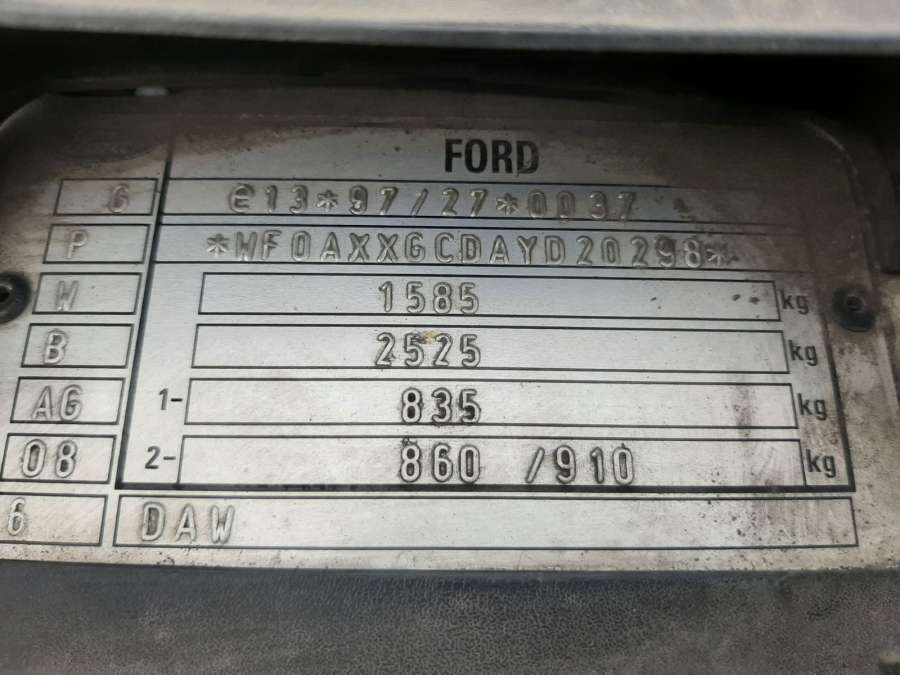 FORD
G e13*97/27*0037
P *WF0AXXGCDAYD20298*
W 1585 kg
B 2525 kg
AG 1- 835 kg
08 2- 860 /910 kg
6 DAW